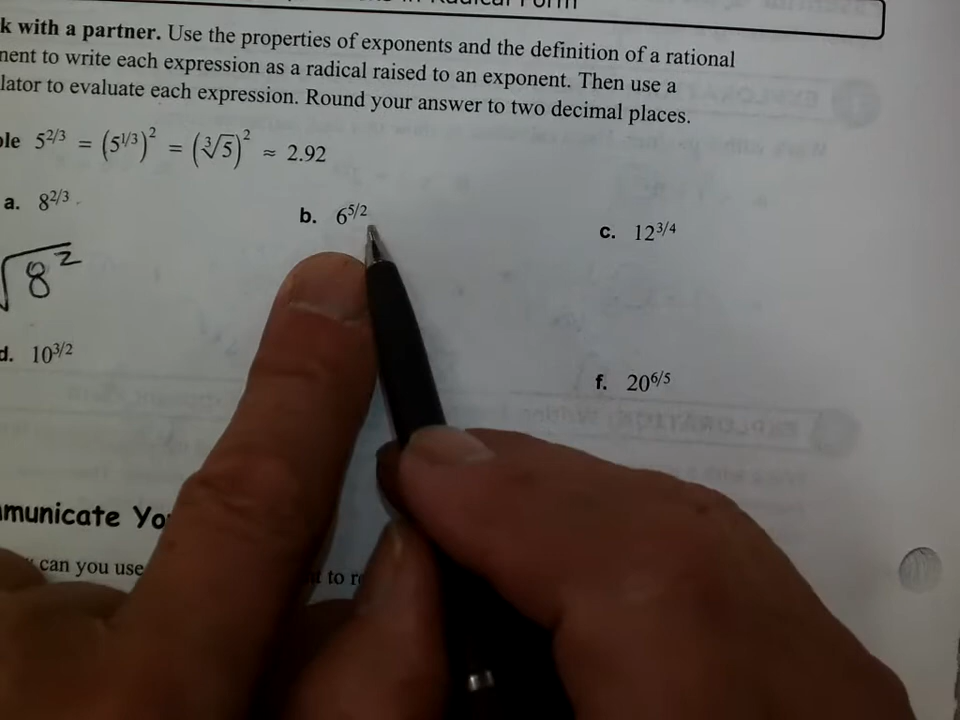 in Radical Form
k with a partner. Use the properties of exponents and the definition of a rational
nent to write each expression as a radical raised to an exponent. Then use a
lator to evaluate each expression. Round your answer to two decimal places.
ple 5^{2/3} = (5^{1/3})^2 = (∛5)^2 ≈ 2.92
a. 8^{2/3}
b. 6^{5/2}
c. 12^{3/4}
√8^2
d. 10^{3/2}
f. 20^{6/5}
municate Yo
can you use
t to r